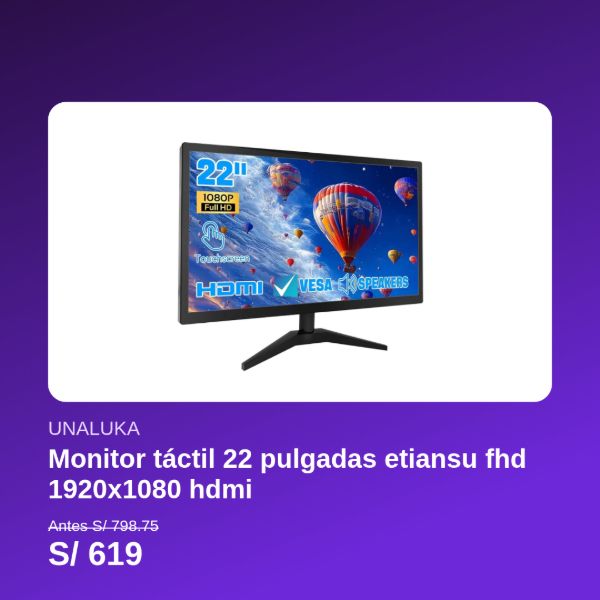 22"
1080P
Full HD
Touchscreen
HDMI VESA SPEAKERS
UNALUKA
Monitor táctil 22 pulgadas etiansu fhd
1920x1080 hdmi
Antes S/ 798.75
S/ 619